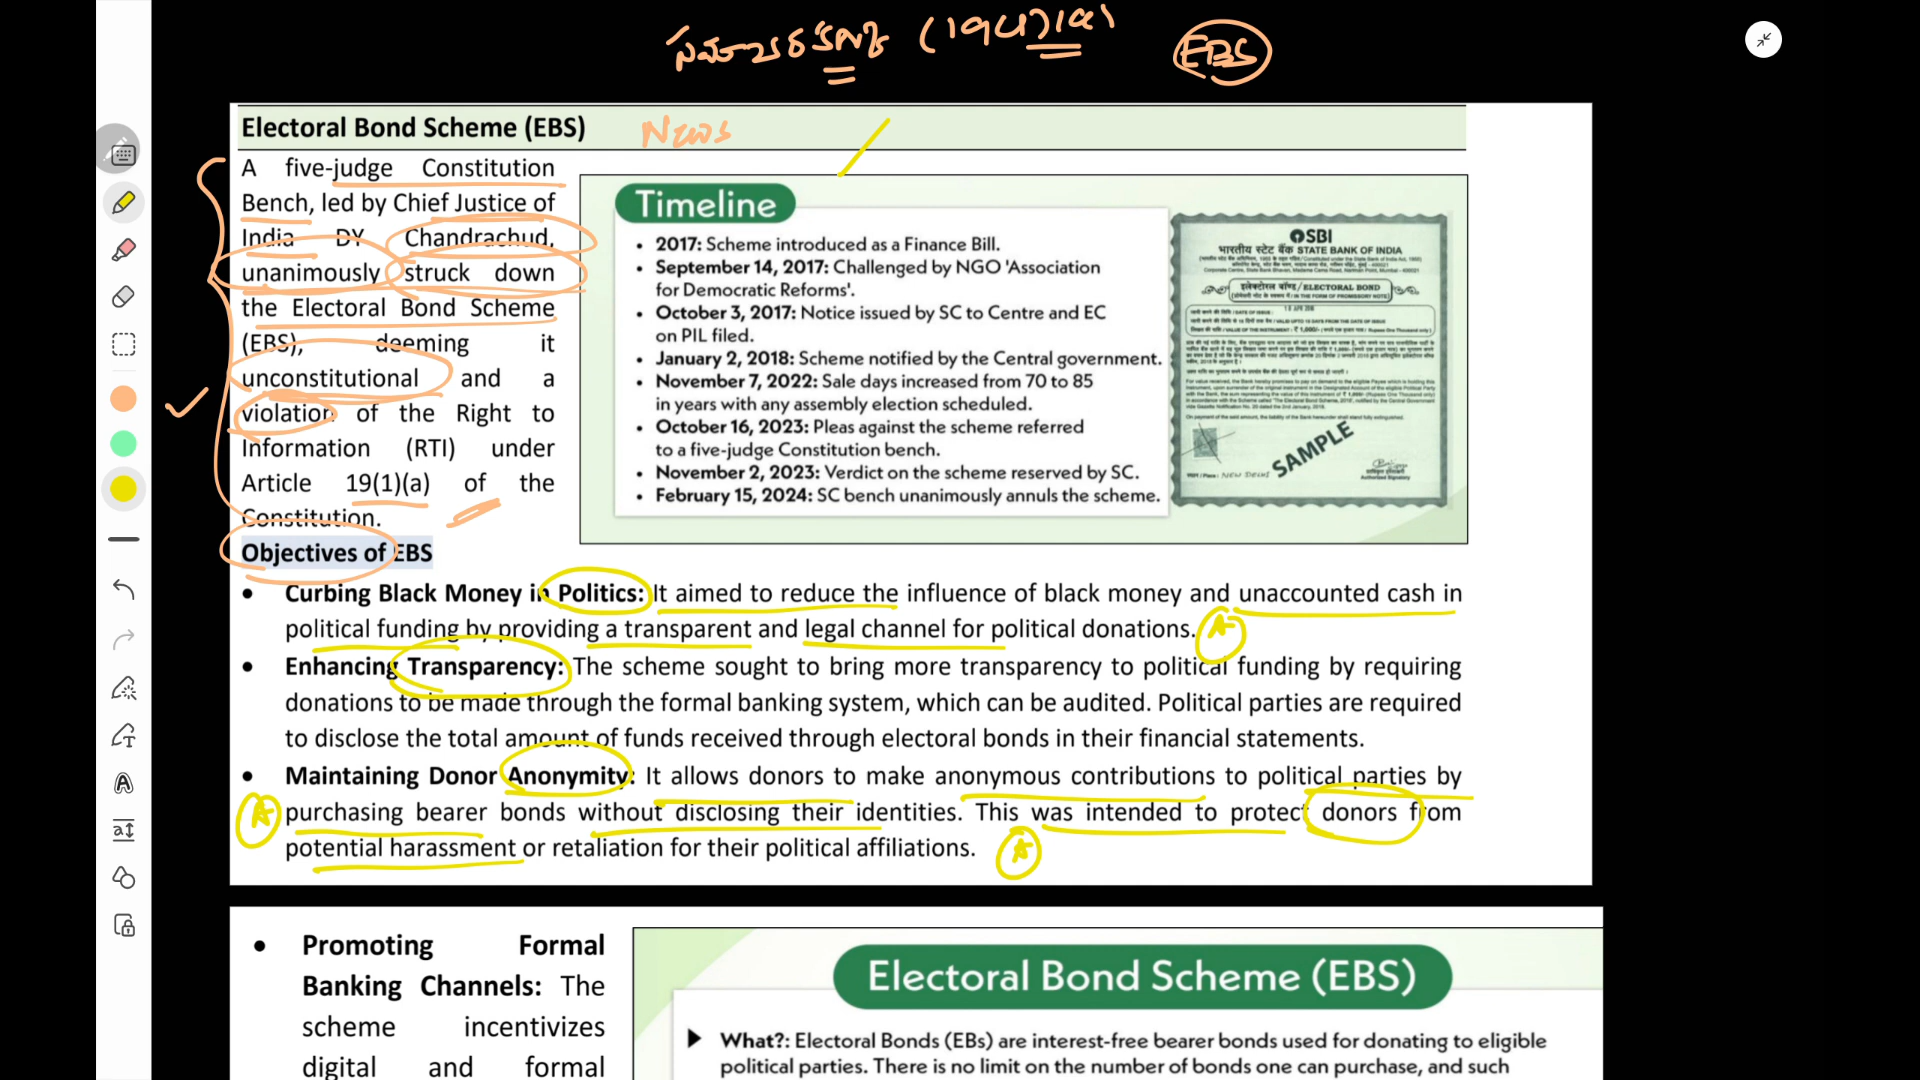 (19(1)(a)
EBS
Electoral Bond Scheme (EBS)
News
A five-judge Constitution
Bench, led by Chief Justice of
India DY Chandrachud,
unanimously struck down
the Electoral Bond Scheme
(EBS), deeming it
unconstitutional and a
violation of the Right to
Information (RTI) under
Article 19(1)(a) of the
Constitution.
Timeline
• 2017: Scheme introduced as a Finance Bill.
• September 14, 2017: Challenged by NGO 'Association
for Democratic Reforms'.
• October 3, 2017: Notice issued by SC to Centre and EC
on PIL filed.
• January 2, 2018: Scheme notified by the Central government.
• November 7, 2022: Sale days increased from 70 to 85
in years with any assembly election scheduled.
• October 16, 2023: Pleas against the scheme referred
to a five-judge Constitution bench.
• November 2, 2023: Verdict on the scheme reserved by SC.
• February 15, 2024: SC bench unanimously annuls the scheme.
SBI
भारतीय स्टेट बैंक STATE BANK OF INDIA
इलेक्टोरल बॉण्ड/ELECTORAL BOND
SAMPLE
NEW DELHI
Objectives of EBS
• Curbing Black Money in Politics: It aimed to reduce the influence of black money and unaccounted cash in
political funding by providing a transparent and legal channel for political donations.
• Enhancing Transparency: The scheme sought to bring more transparency to political funding by requiring
donations to be made through the formal banking system, which can be audited. Political parties are required
to disclose the total amount of funds received through electoral bonds in their financial statements.
• Maintaining Donor Anonymity: It allows donors to make anonymous contributions to political parties by
purchasing bearer bonds without disclosing their identities. This was intended to protect donors from
potential harassment or retaliation for their political affiliations.
• Promoting Formal
Banking Channels: The
scheme incentivizes
digital and formal
Electoral Bond Scheme (EBS)
What?: Electoral Bonds (EBs) are interest-free bearer bonds used for donating to eligible
political parties. There is no limit on the number of bonds one can purchase, and such